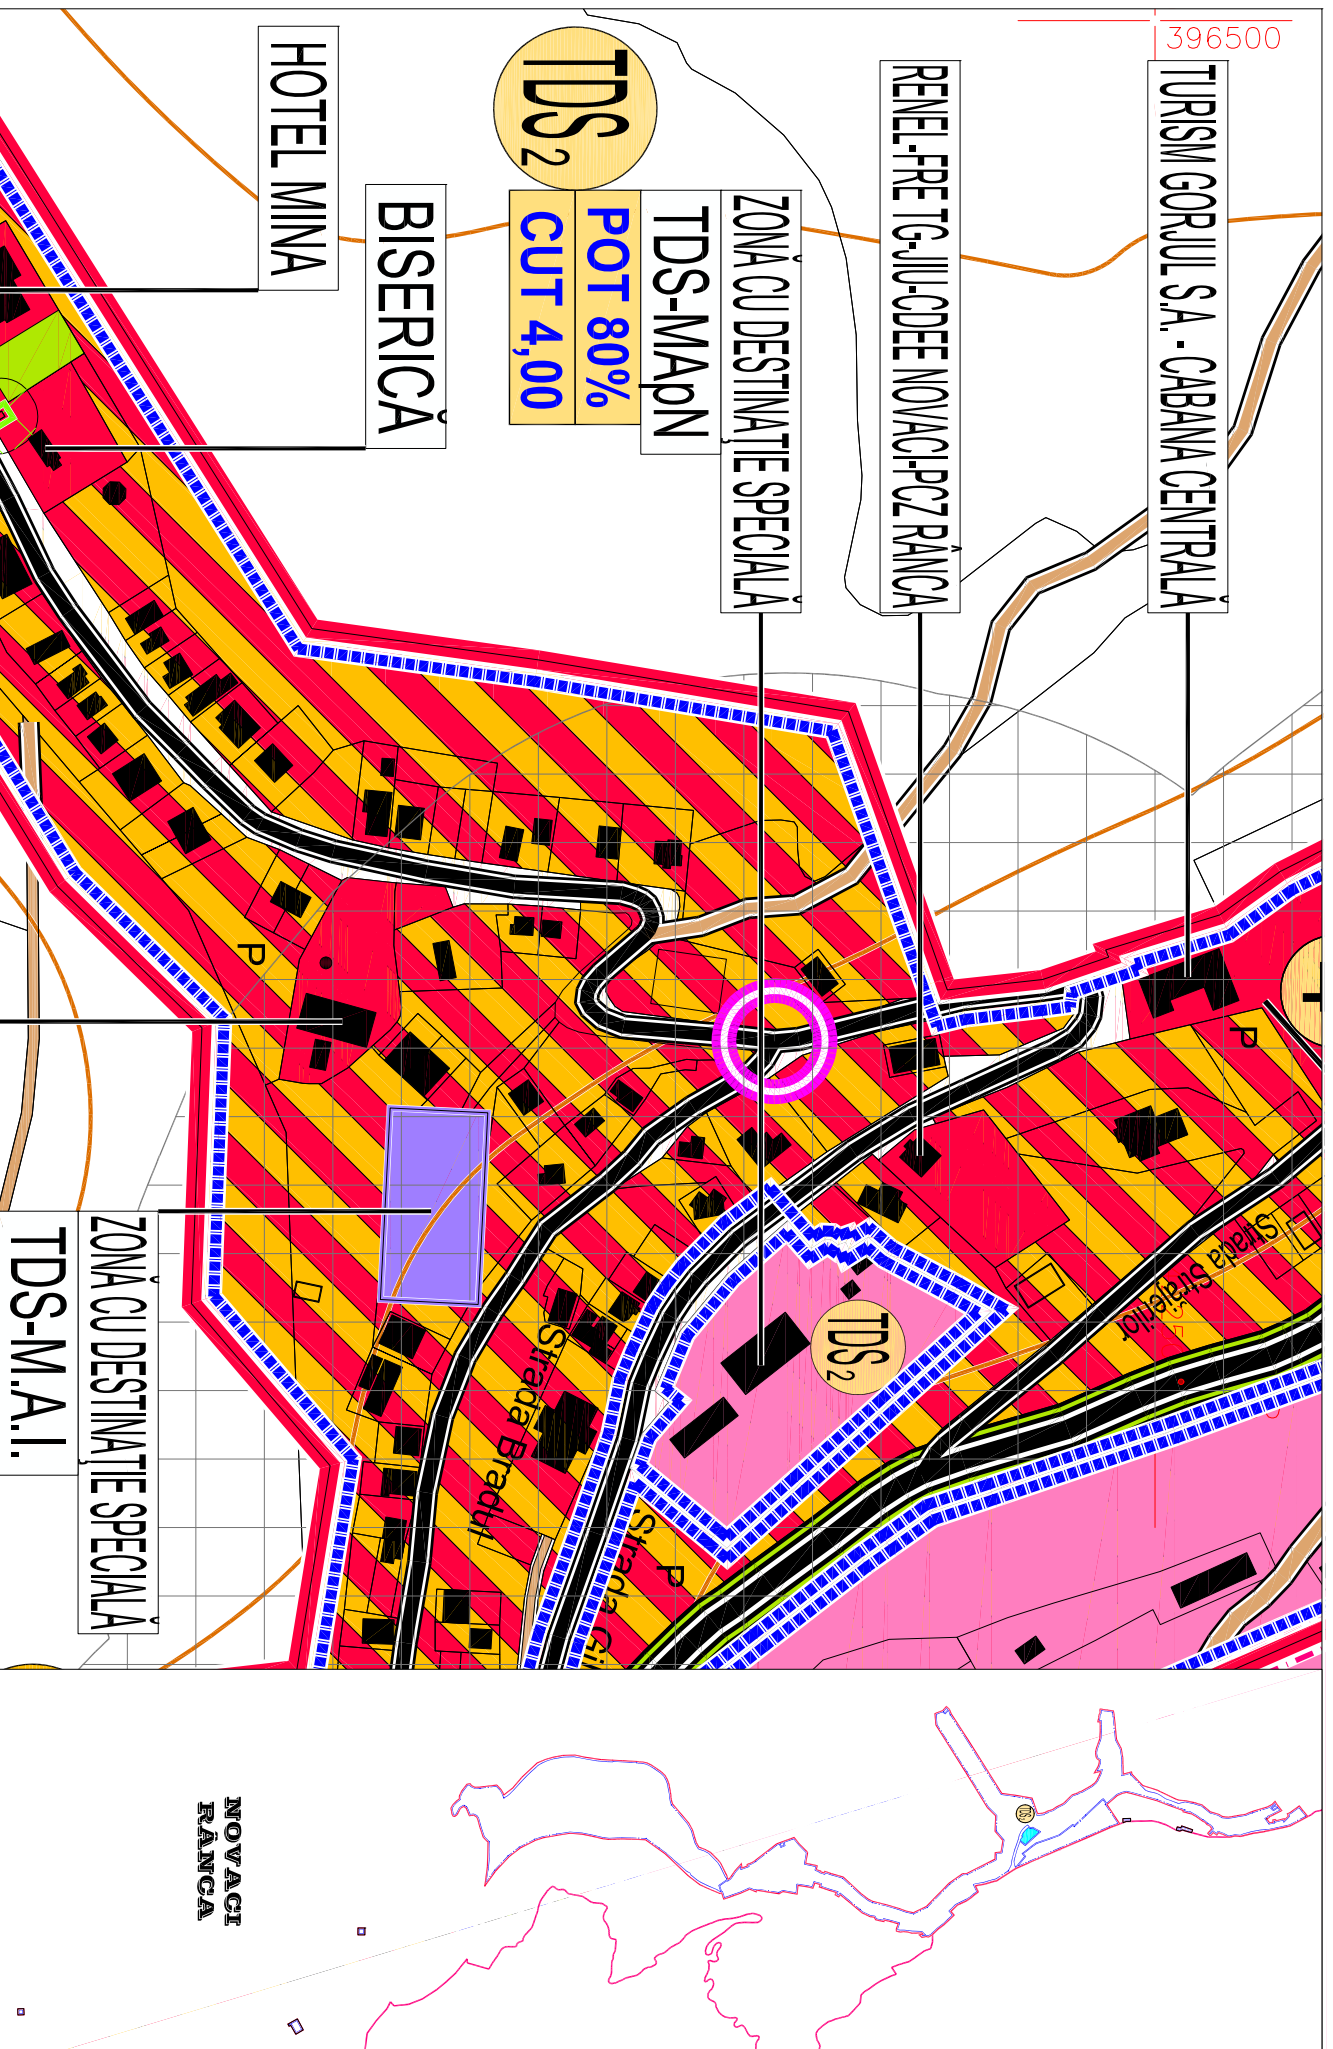 396500
TURISM GORJUL S.A. - CABANA CENTRALĂ
RENEL-FRE TG-JIU-CDEE NOVACI-PCZ RÂNCA
ZONĂ CU DESTINAȚIE SPECIALĂ
TDS-MApN
TDS2
POT 80%
CUT 4,00
BISERICĂ
HOTEL MINA
P
P
Strada Străjerilor
TDS2
Strada Bradul
P
ZONĂ CU DESTINAȚIE SPECIALĂ
TDS-M.A.I.
NOVACI
RÂNCA